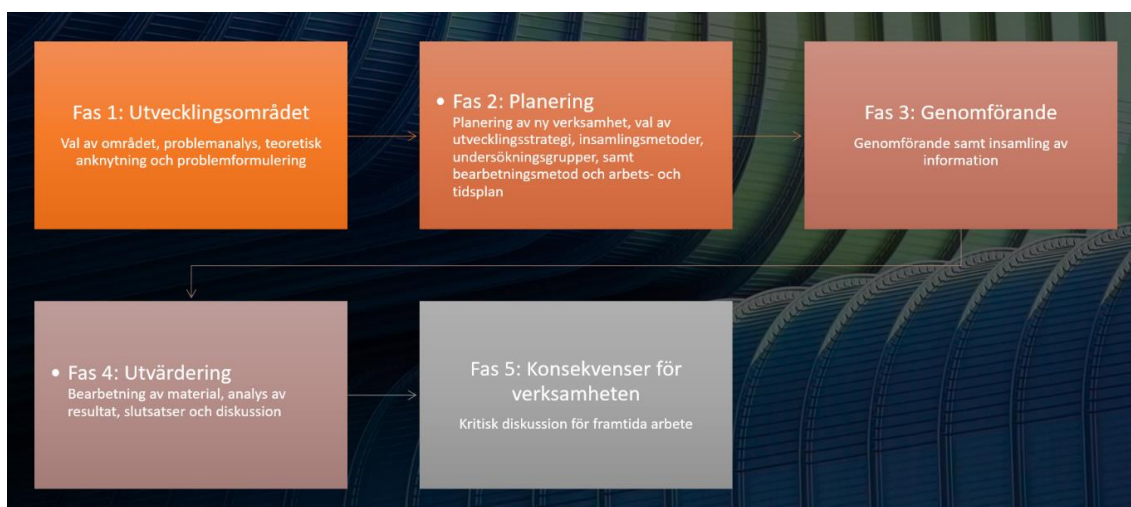 Fas 1: Utvecklingsområdet
Val av området, problemanalys, teoretisk
anknytning och problemformulering
• Fas 2: Planering
Planering av ny verksamhet, val av
utvecklingsstrategi, insamlingsmetoder,
undersökningsgrupper, samt
bearbetningsmetod och arbets- och
tidsplan
Fas 3: Genomförande
Genomförande samt insamling av
information
• Fas 4: Utvärdering
Bearbetning av material, analys av
resultat, slutsatser och diskussion
Fas 5: Konsekvenser för
verksamheten
Kritisk diskussion för framtida arbete